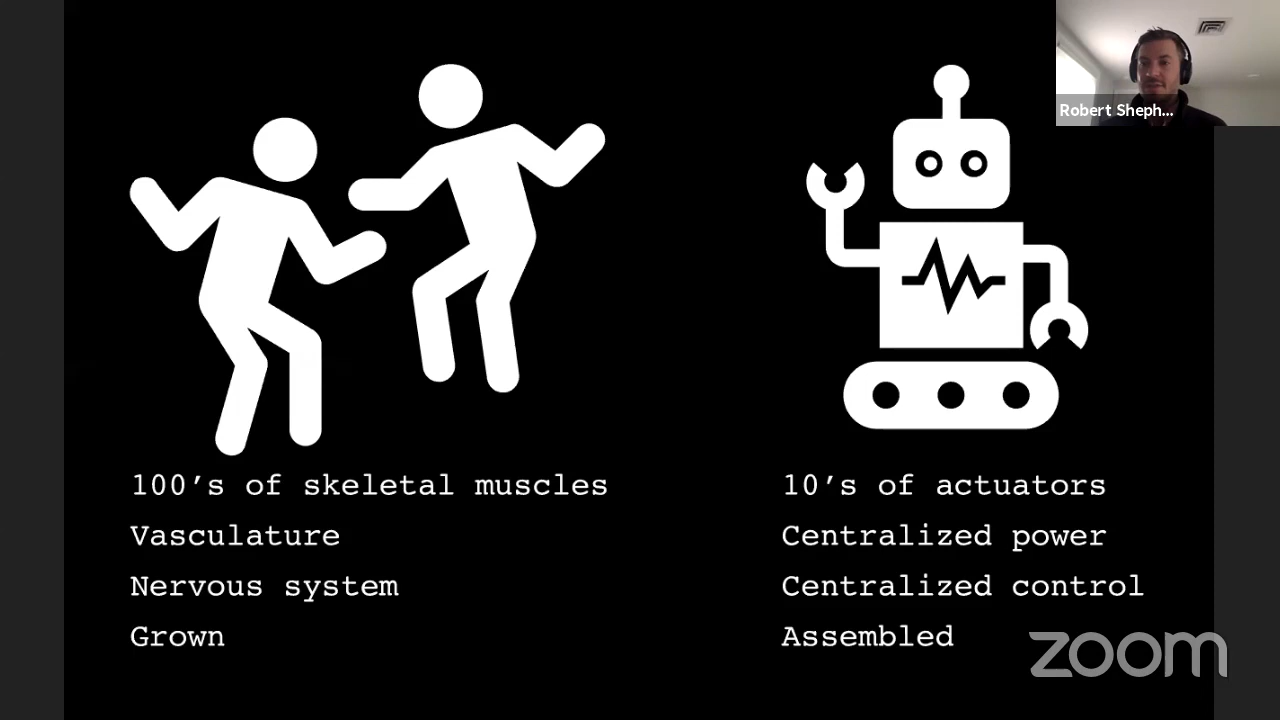 Robert Sheph...
100's of skeletal muscles
Vasculature
Nervous system
Grown
10's of actuators
Centralized power
Centralized control
Assembled
zoom